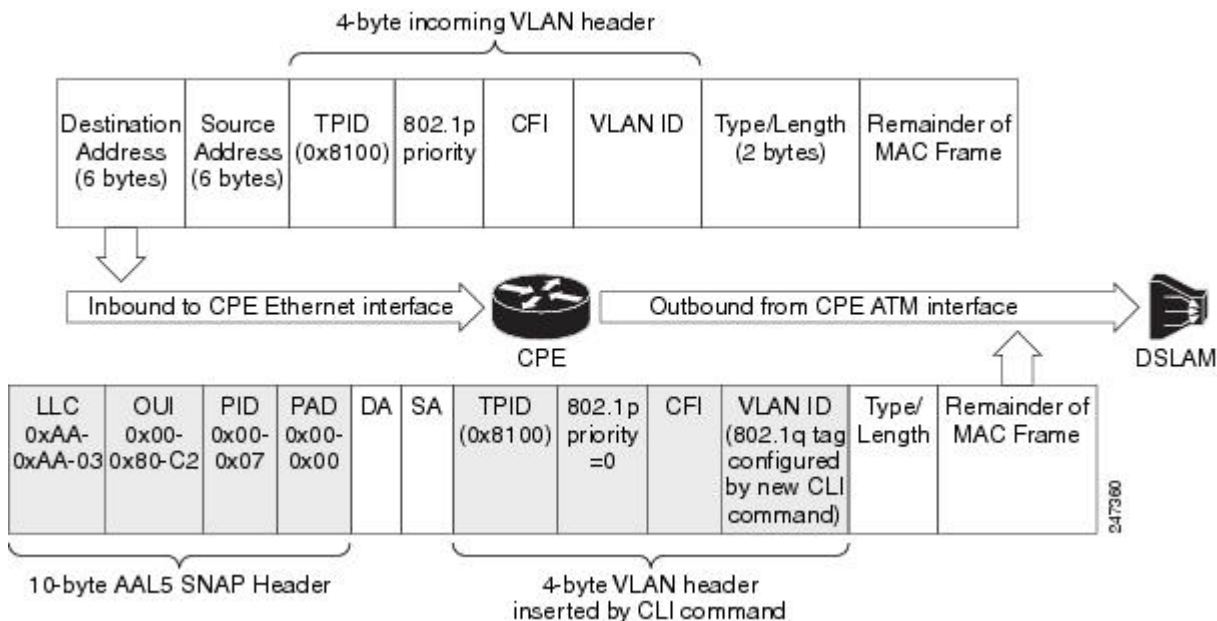 4-byte incoming VLAN header
Destination
Address
(6 bytes)
Source
Address
(6 bytes)
TPID
(0x8100)
802.1p
priority
CFI
VLAN ID
Type/Length
(2 bytes)
Remainder of
MAC Frame
Inbound to CPE Ethernet interface
CPE
Outbound from CPE ATM interface
DSLAM
LLC
0xAA-
0xAA-03
OUI
0x00-
0x80-C2
PID
0x00-
0x07
PAD
0x00-
0x00
DA
SA
TPID
(0x8100)
802.1p
priority
=0
CFI
VLAN ID
(802.1q tag
configured
by new CLI
command)
Type/
Length
Remainder of
MAC Frame
247360
10-byte AAL5 SNAP Header
4-byte VLAN header
inserted by CLI command